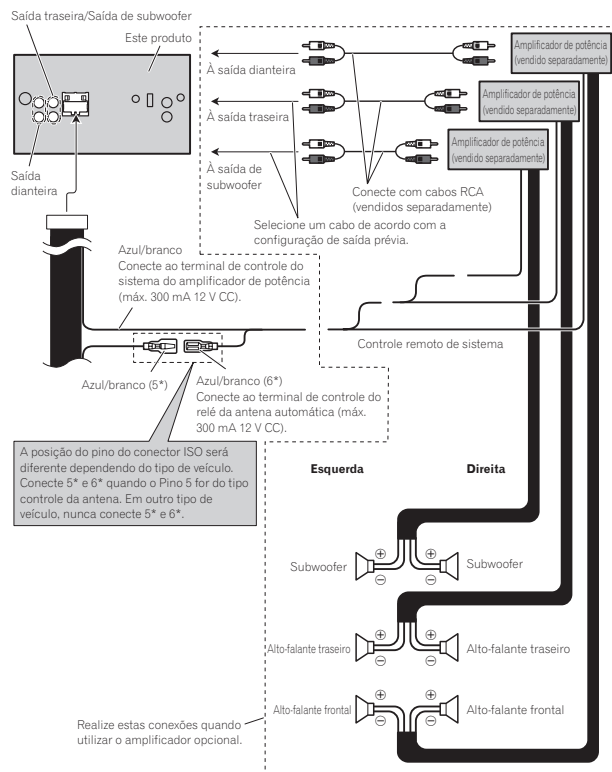 Saída traseira/Saída de subwoofer
Este produto
Saída
dianteira
À saída dianteira
À saída traseira
À saída de
subwoofer
Amplificador de potência
(vendido separadamente)
Amplificador de potência
(vendido separadamente)
Amplificador de potência
(vendido separadamente)
Conecte com cabos RCA
(vendidos separadamente)
Selecione um cabo de acordo com a
configuração de saída prévia.
Azul/branco
Conecte ao terminal de controle do
sistema do amplificador de potência
(máx. 300 mA 12 V CC).
Controle remoto de sistema
Azul/branco (5*)
Azul/branco (6*)
Conecte ao terminal de controle do
relé da antena automática (máx.
300 mA 12 V CC).
A posição do pino do conector ISO será
diferente dependendo do tipo de veículo.
Conecte 5* e 6* quando o Pino 5 for do tipo
controle da antena. Em outro tipo de
veículo, nunca conecte 5* e 6*.
Esquerda
Direita
⊕ ⊕
Subwoofer
Subwoofer
⊖ ⊖
⊕ ⊕
Alto-falante traseiro
Alto-falante traseiro
⊖ ⊖
⊕ ⊕
Alto-falante frontal
Alto-falante frontal
⊖ ⊖
Realize estas conexões quando
utilizar o amplificador opcional.